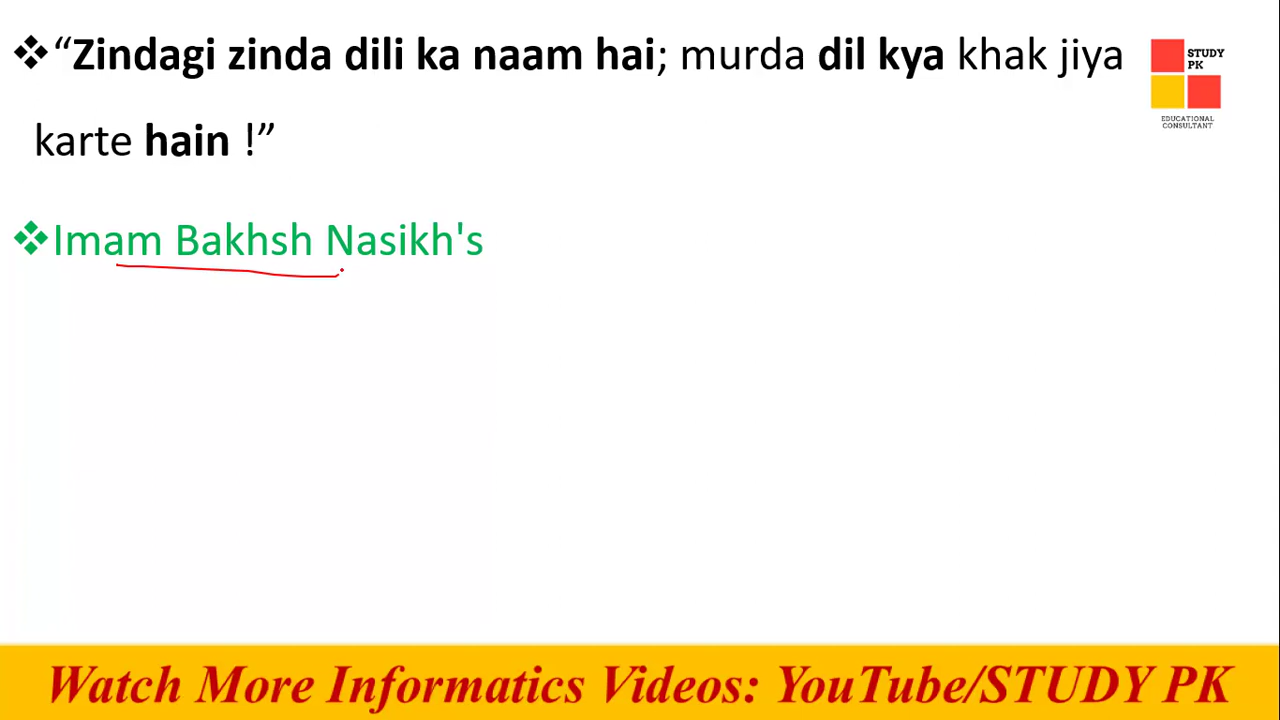 “Zindagi zinda dili ka naam hai; murda dil kya khak jiya
karte hain !”
STUDY
PK
EDUCATIONAL
CONSULTANT
Imam Bakhsh Nasikh's
Watch More Informatics Videos: YouTube/STUDY PK